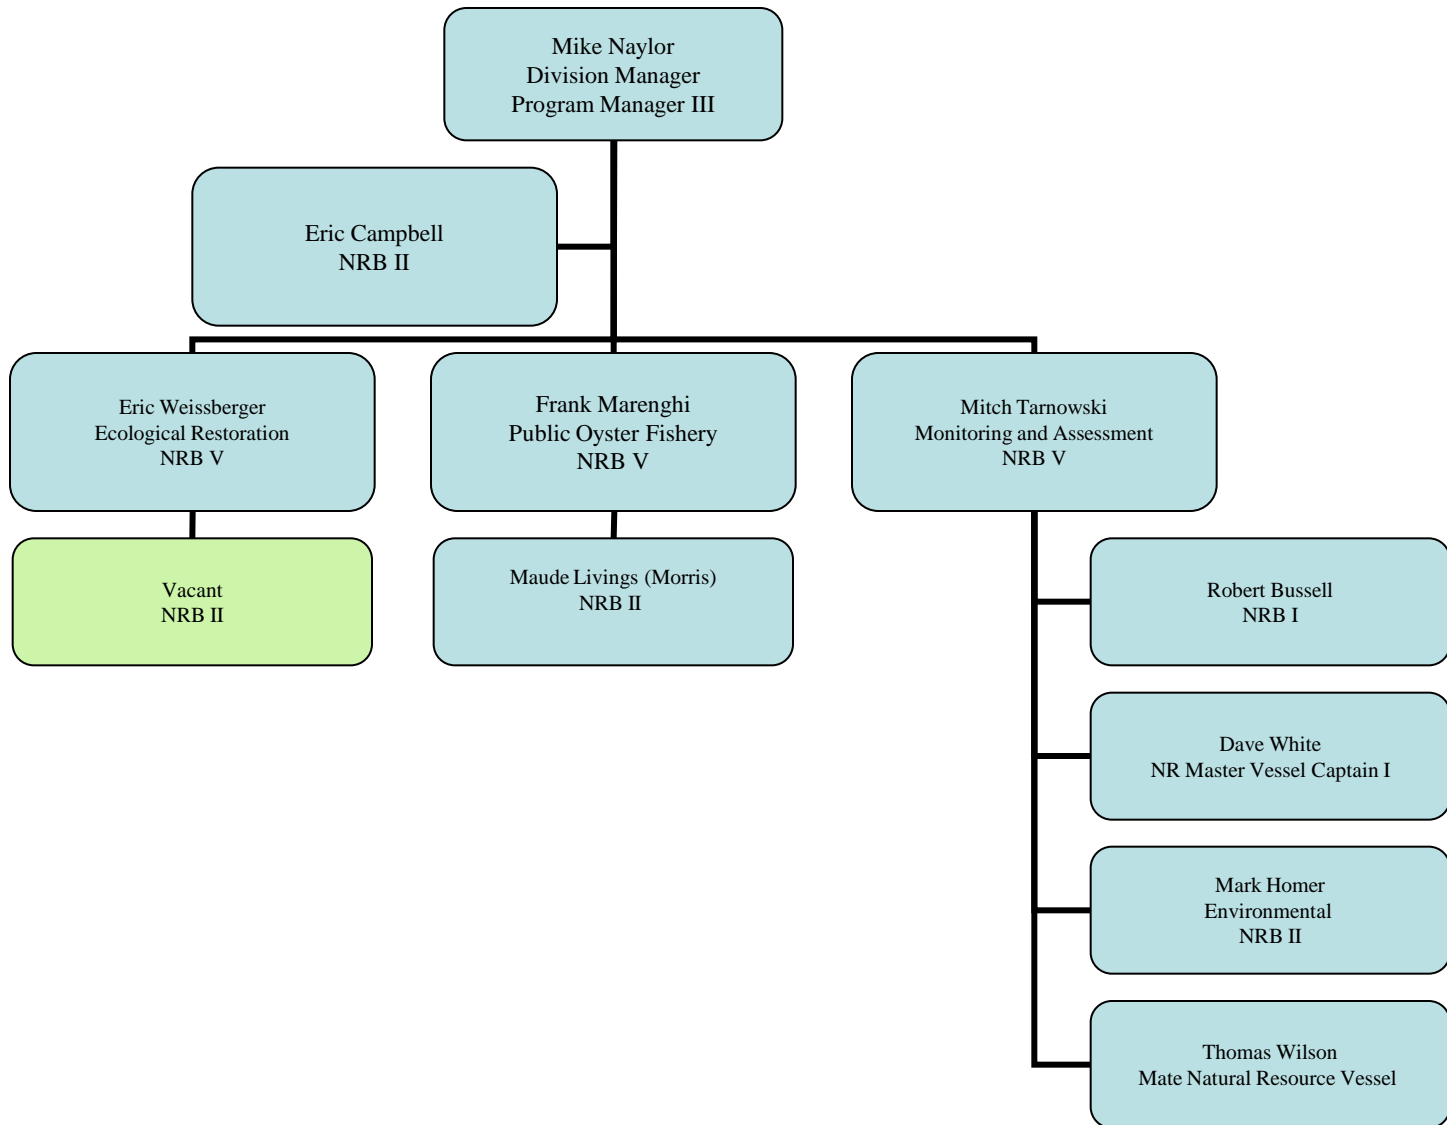 Mike Naylor
Division Manager
Program Manager III
Eric Campbell
NRB II
Eric Weissberger
Ecological Restoration
NRB V
Frank Marenghi
Public Oyster Fishery
NRB V
Mitch Tarnowski
Monitoring and Assessment
NRB V
Vacant
NRB II
Maude Livings (Morris)
NRB II
Robert Bussell
NRB I
Dave White
NR Master Vessel Captain I
Mark Homer
Environmental
NRB II
Thomas Wilson
Mate Natural Resource Vessel